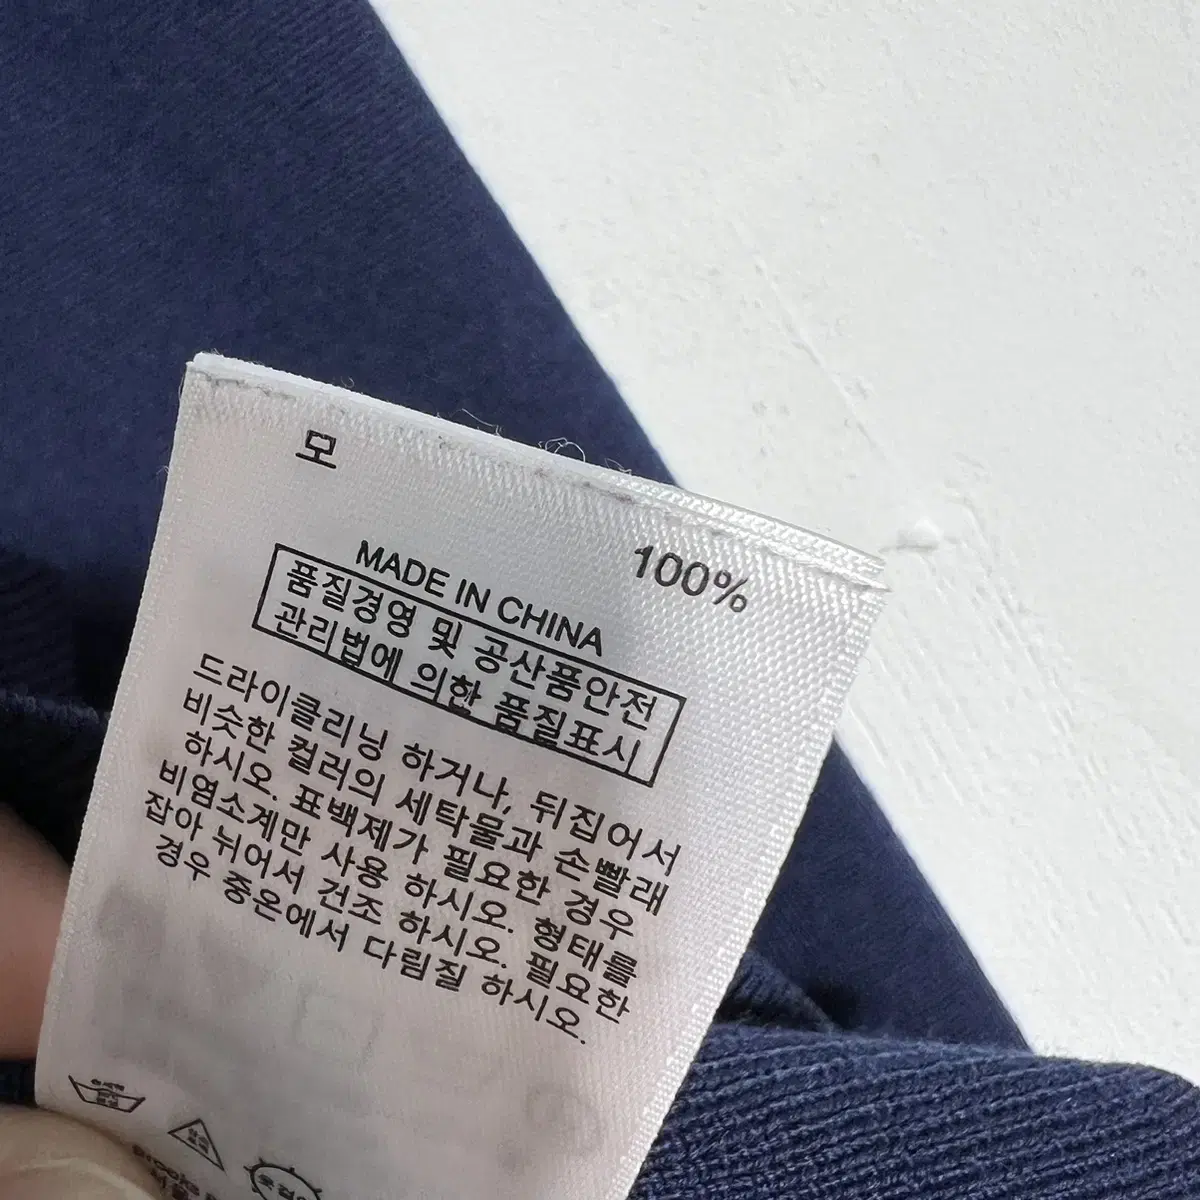 모 100%
MADE IN CHINA
품질경영 및 공산품안전
관리법에 의한 품질표시
드라이클리닝 하거나, 뒤집어서
비슷한 컬러의 세탁물과 손빨래
하시오. 표백제가 필요한 경우
비염소계만 사용 하시오. 형태를
잡아 뉘어서 건조 하시오. 필요한
경우 중온에서 다림질 하시오.